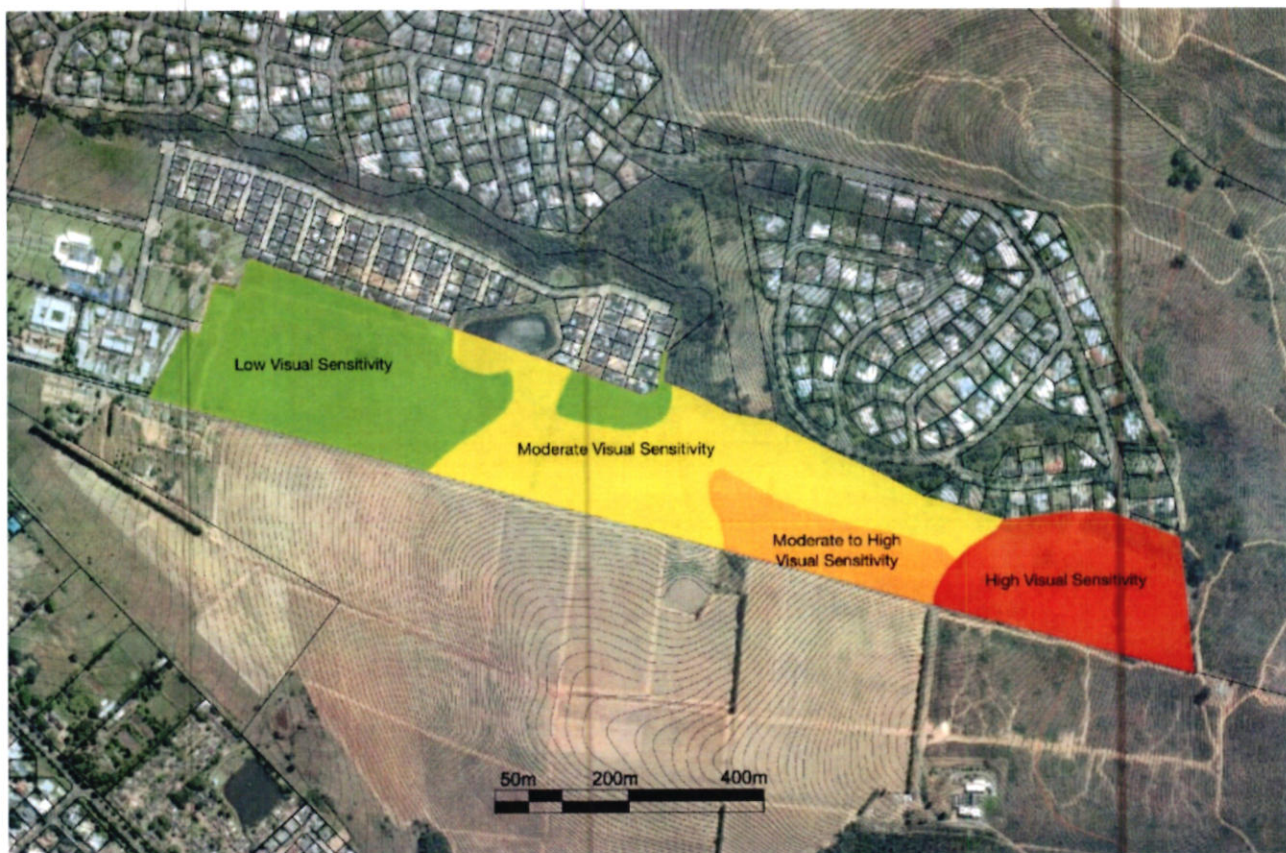 Low Visual Sensitivity
Moderate Visual Sensitivity
Moderate to High
Visual Sensitivity
High Visual Sensitivity
50m 200m 400m